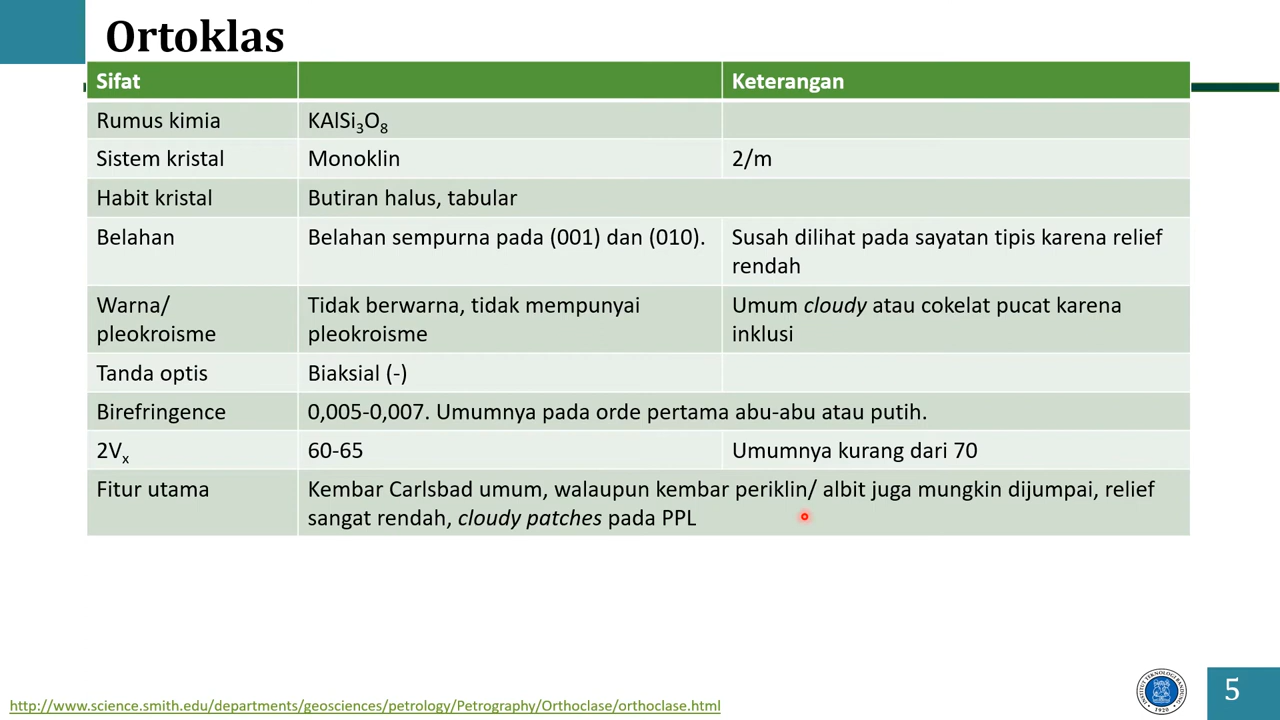 Ortoklas
Sifat Keterangan
Rumus kimia KAlSi₃O₈
Sistem kristal Monoklin 2/m
Habit kristal Butiran halus, tabular
Belahan Belahan sempurna pada (001) dan (010). Susah dilihat pada sayatan tipis karena relief
rendah
Warna/ Tidak berwarna, tidak mempunyai Umum cloudy atau cokelat pucat karena
pleokroisme pleokroisme inklusi
Tanda optis Biaksial (-)
Birefringence 0,005-0,007. Umumnya pada orde pertama abu-abu atau putih.
2Vₓ 60-65 Umumnya kurang dari 70
Fitur utama Kembar Carlsbad umum, walaupun kembar periklin/ albit juga mungkin dijumpai, relief
sangat rendah, cloudy patches pada PPL
http://www.science.smith.edu/departments/geosciences/petrology/Petrography/Orthoclase/orthoclase.html
INSTITUT TEKNOLOGI BANDUNG
1920
5